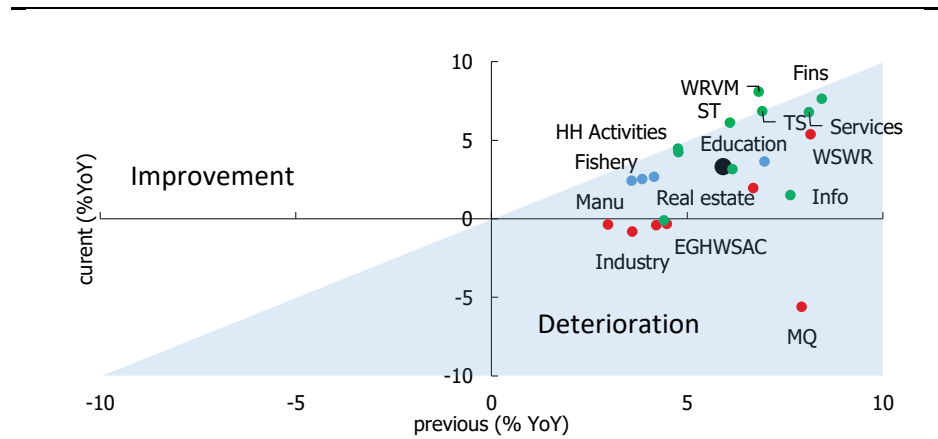 10
Fins
WRVM
ST
TS
Services
HH Activities
5
Education
WSWR
Fishery
Improvement
Manu
Real estate
Info
0
curent (%YoY)
EGHWSAC
Industry
-5
Deterioration
MQ
-10
-10
-5
0
5
10
previous (% YoY)